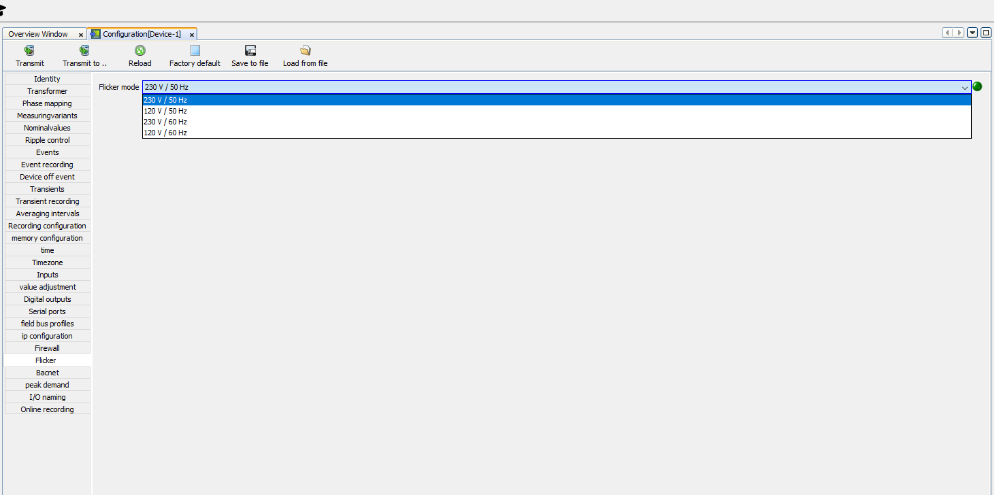 Overview Window
Configuration[Device-1]
Transmit
Transmit to ..
Reload
Factory default
Save to file
Load from file
Identity
Transformer
Phase mapping
Measuringvariants
Nominalvalues
Ripple control
Events
Event recording
Device off event
Transients
Transient recording
Averaging intervals
Recording configuration
memory configuration
time
Timezone
Inputs
value adjustment
Digital outputs
Serial ports
field bus profiles
ip configuration
Firewall
Flicker
Bacnet
peak demand
I/O naming
Online recording
Flicker mode 230 V / 50 Hz
230 V / 50 Hz
120 V / 50 Hz
230 V / 60 Hz
120 V / 60 Hz